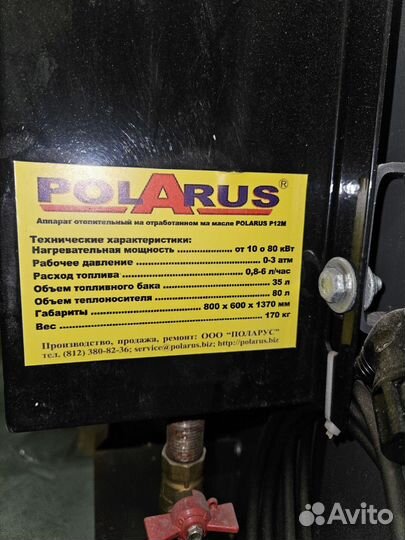 POLARUS®
Аппарат отопительный на отработанном ма масле POLARUS P12M
Технические характеристики:
Нагревательная мощность от 10 о 80 кВт
Рабочее давление 0-3 атм
Расход топлива 0,8-6 л/час
Объем топливного бака 35 л
Объем теплоносителя 80 л
Габариты 800 x 600 x 1370 мм
Вес 170 кг
Производство, продажа, ремонт: ООО "ПОЛАРУС"
тел. (812) 380-82-36; service@polarus.biz; http://polarus.biz
Avito